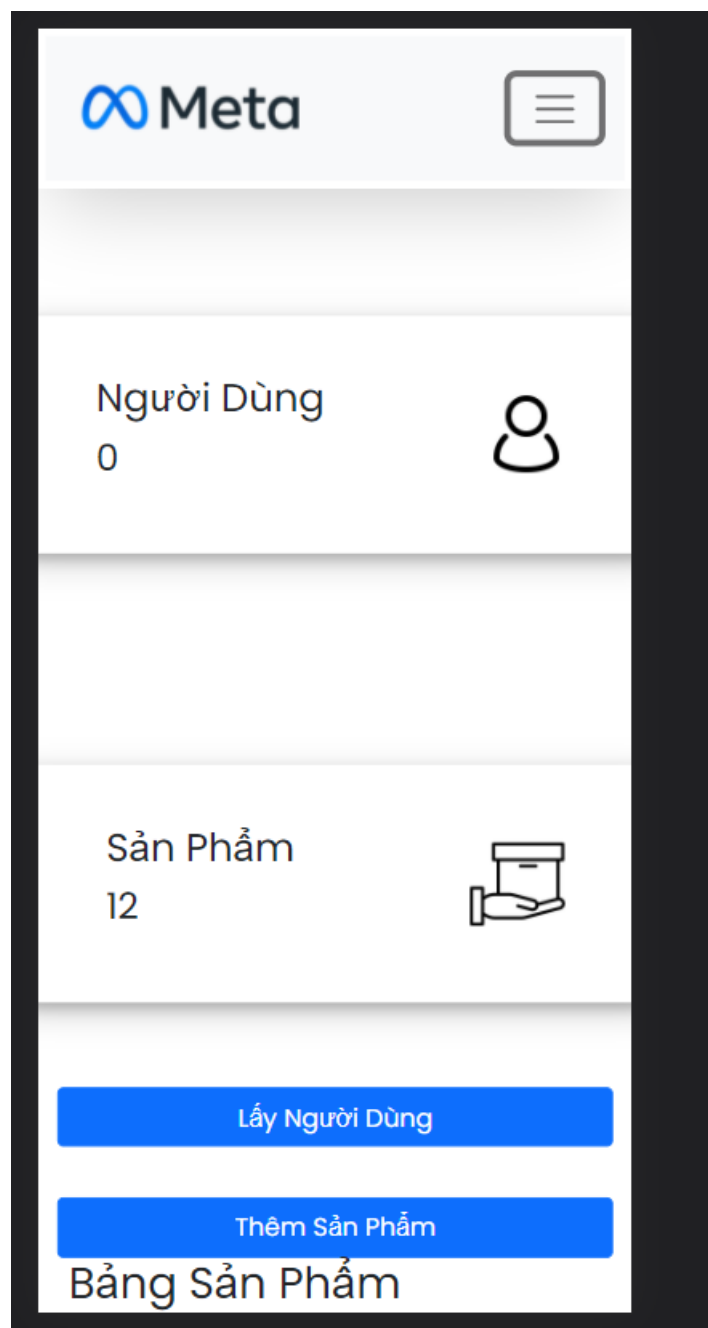 Meta
Người Dùng
0
Sản Phẩm
12
Lấy Người Dùng
Thêm Sản Phẩm
Bảng Sản Phẩm